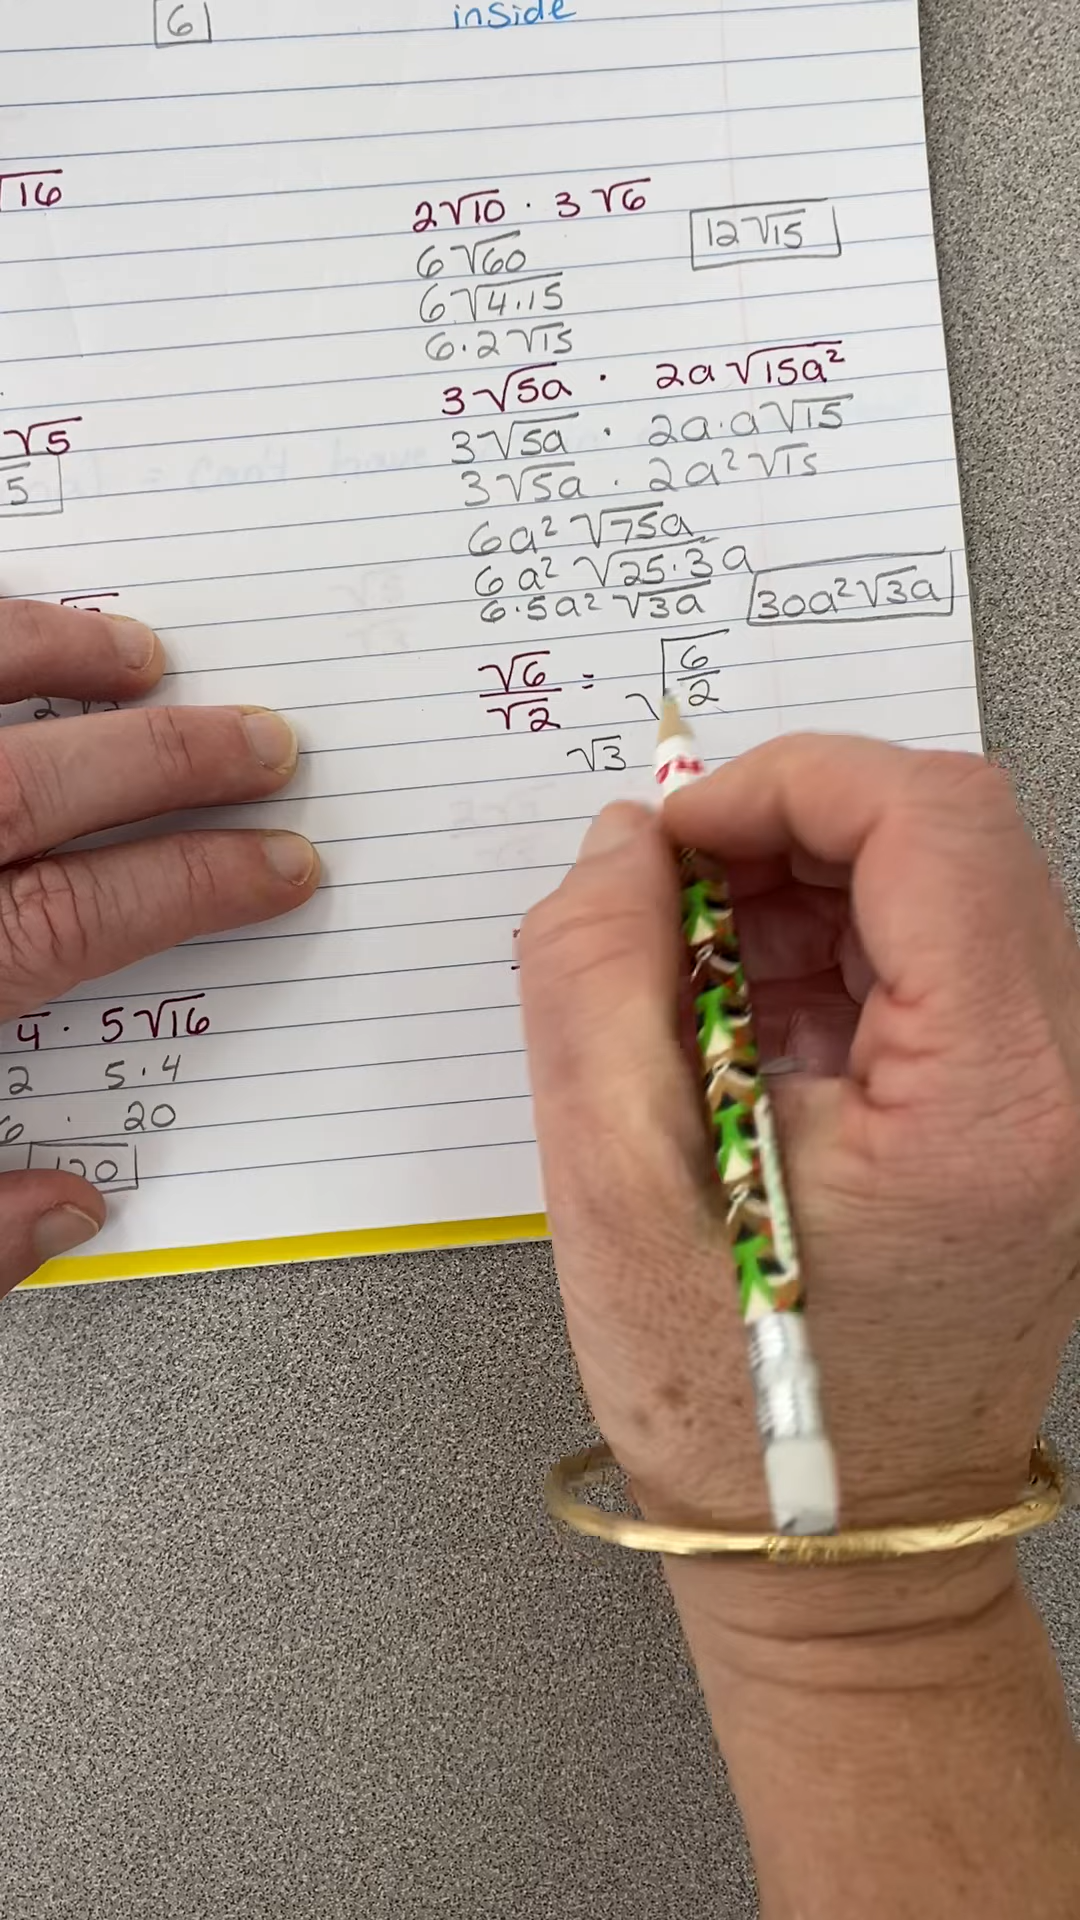 6
inside
√16
√5
5
2√10 · 3√6
6√60
12√15
6√4·15
6·2√15
3√5a · 2a√15a²
3√5a · 2a·a√15
3√5a · 2a²√15
6a²√75a
6a²√25·3a
6·5a²√3a
30a²√3a
√6/√2 = √6/2
√3
4 · 5√16
2 5·4
6 · 20
120